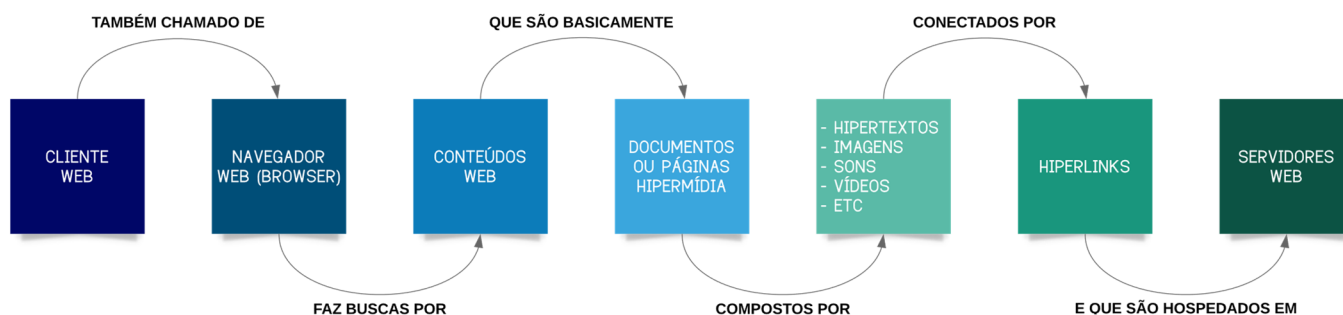 TAMBÉM CHAMADO DE
QUE SÃO BASICAMENTE
CONECTADOS POR
CLIENTE
WEB
NAVEGADOR
WEB (BROWSER)
CONTEÚDOS
WEB
DOCUMENTOS
OU PÁGINAS
HIPERMÍDIA
- HIPERTEXTOS
- IMAGENS
- SONS
- VÍDEOS
- ETC
HIPERLINKS
SERVIDORES
WEB
FAZ BUSCAS POR
COMPOSTOS POR
E QUE SÃO HOSPEDADOS EM